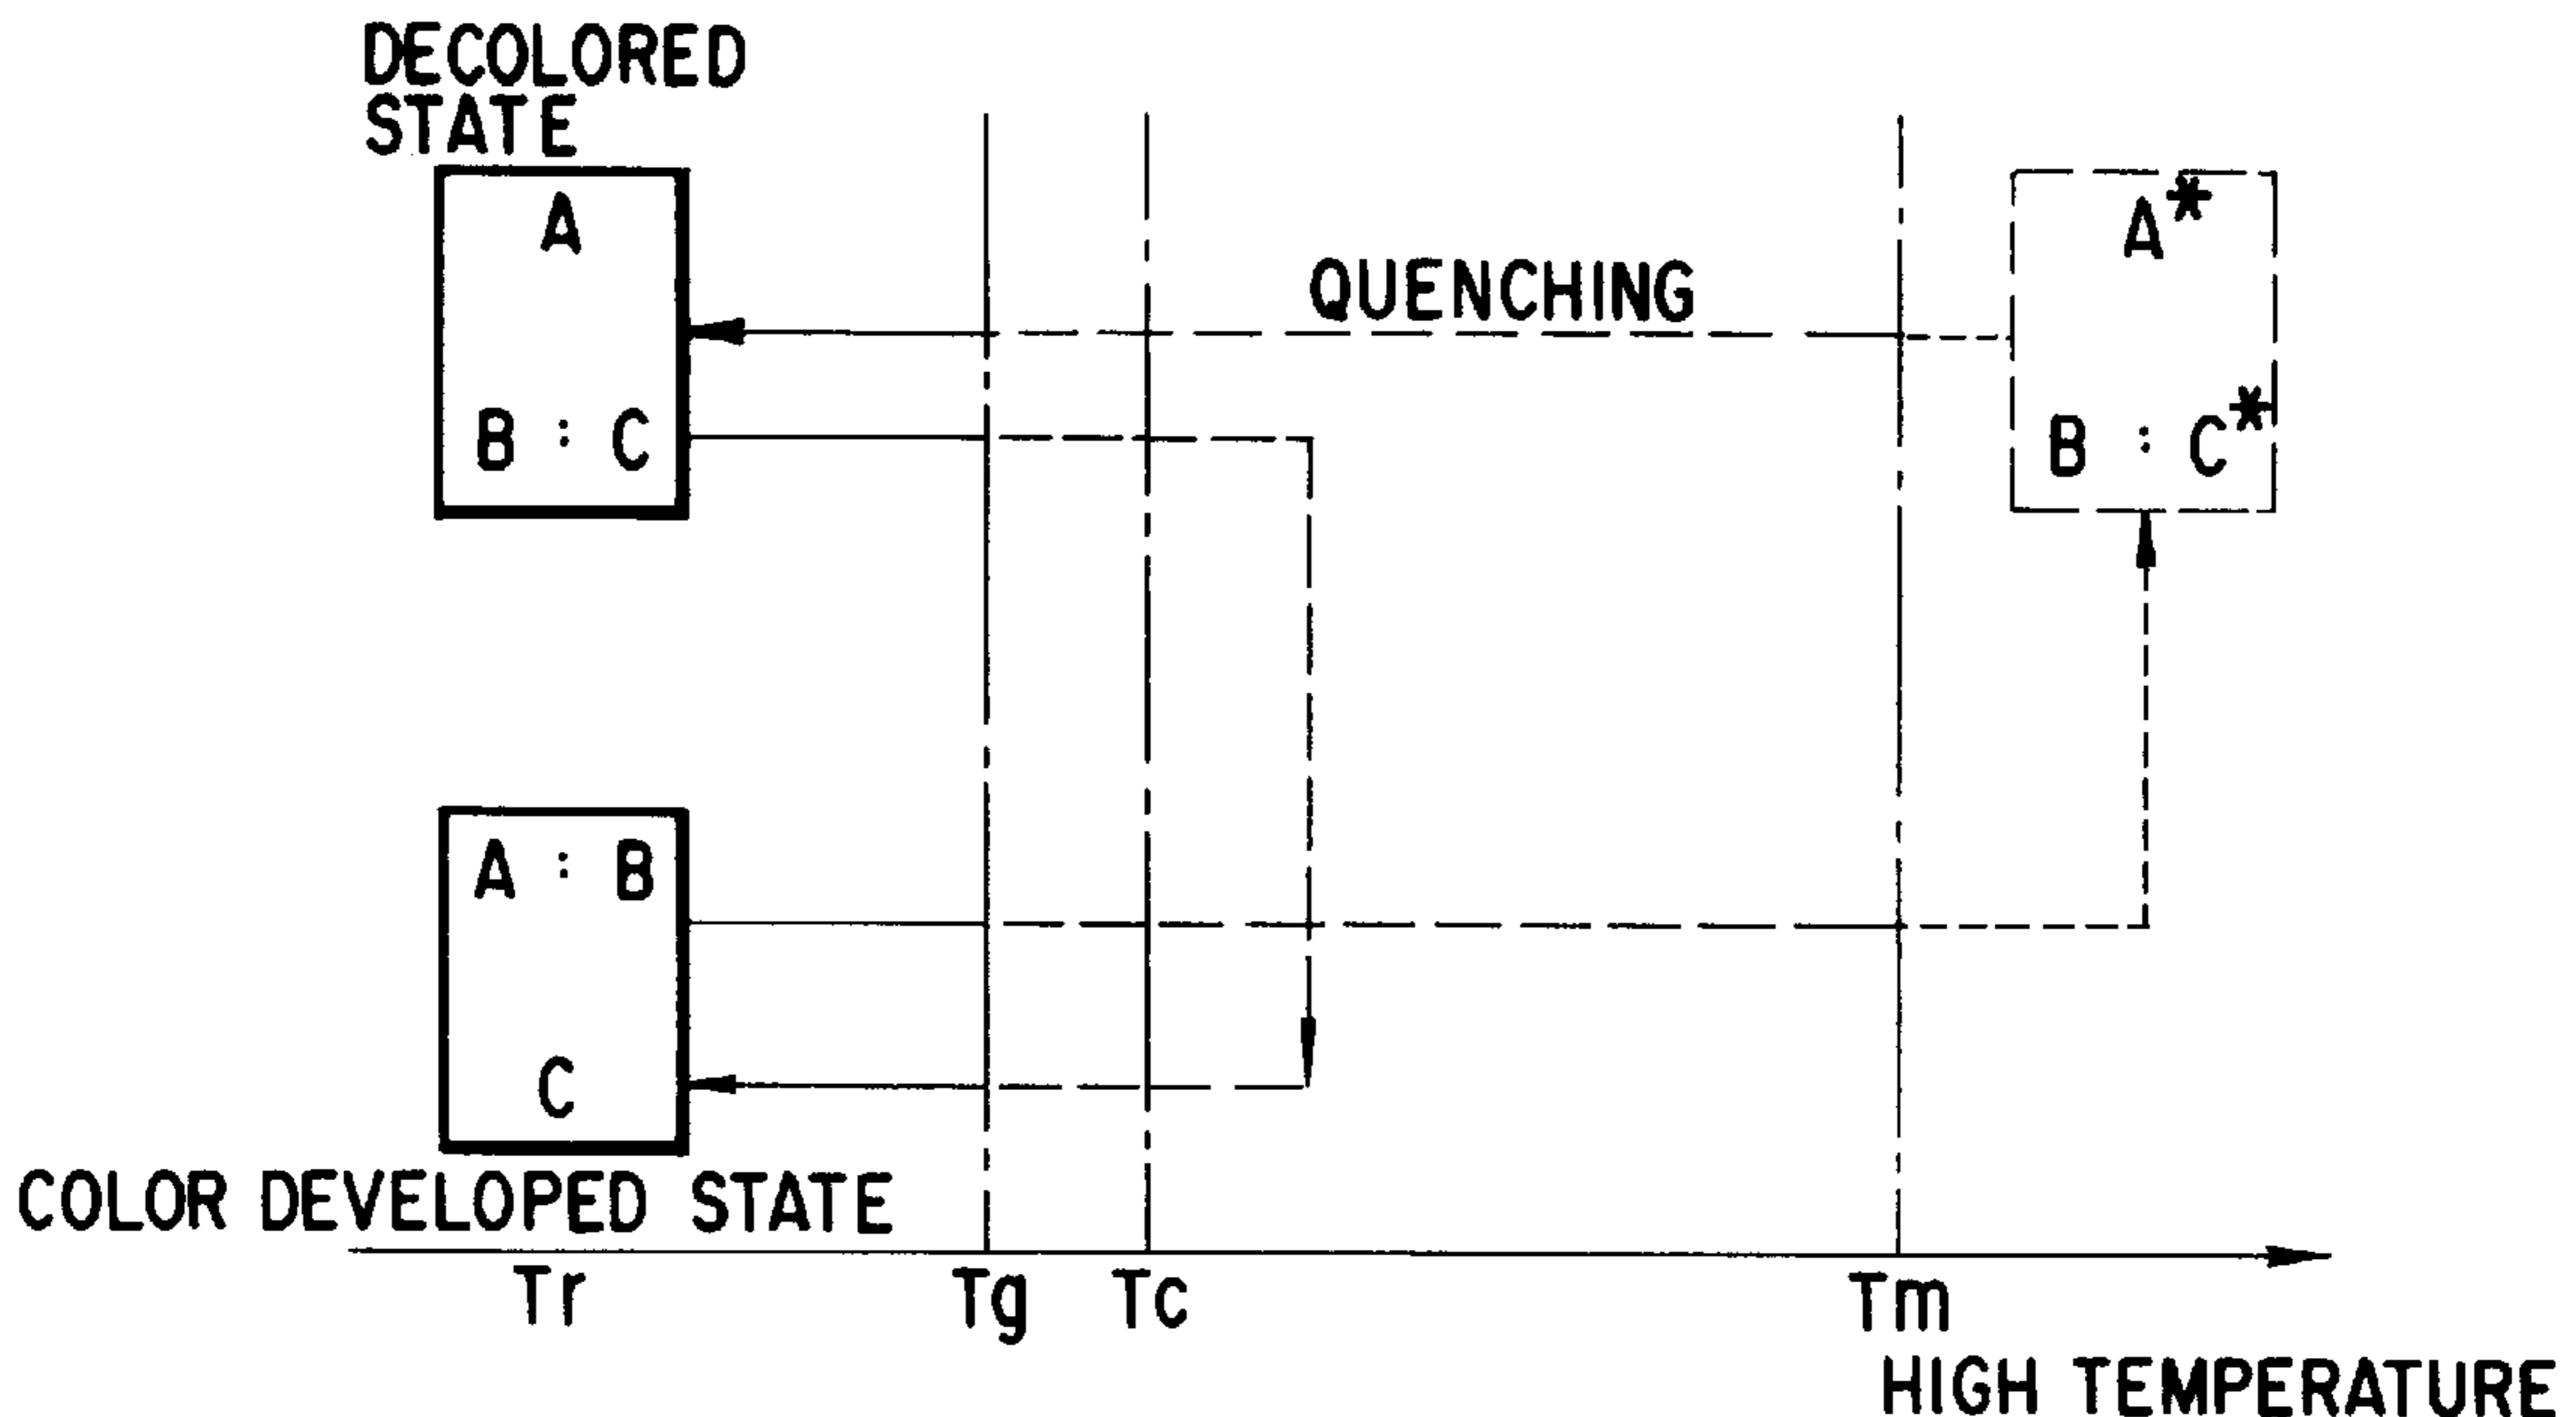 DECOLORED
STATE
A
B : C
QUENCHING
A*
B : C*
A : B
C
COLOR DEVELOPED STATE
Tr
Tg
Tc
Tm
HIGH TEMPERATURE